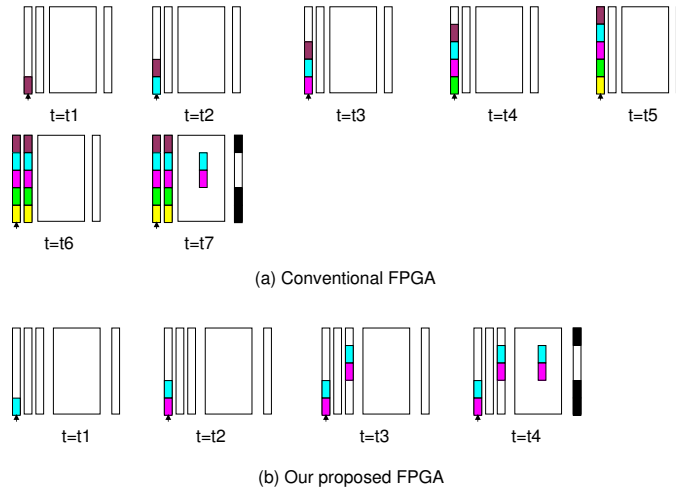 t=t1 t=t2 t=t3 t=t4 t=t5
t=t6 t=t7
(a) Conventional FPGA
t=t1 t=t2 t=t3 t=t4
(b) Our proposed FPGA